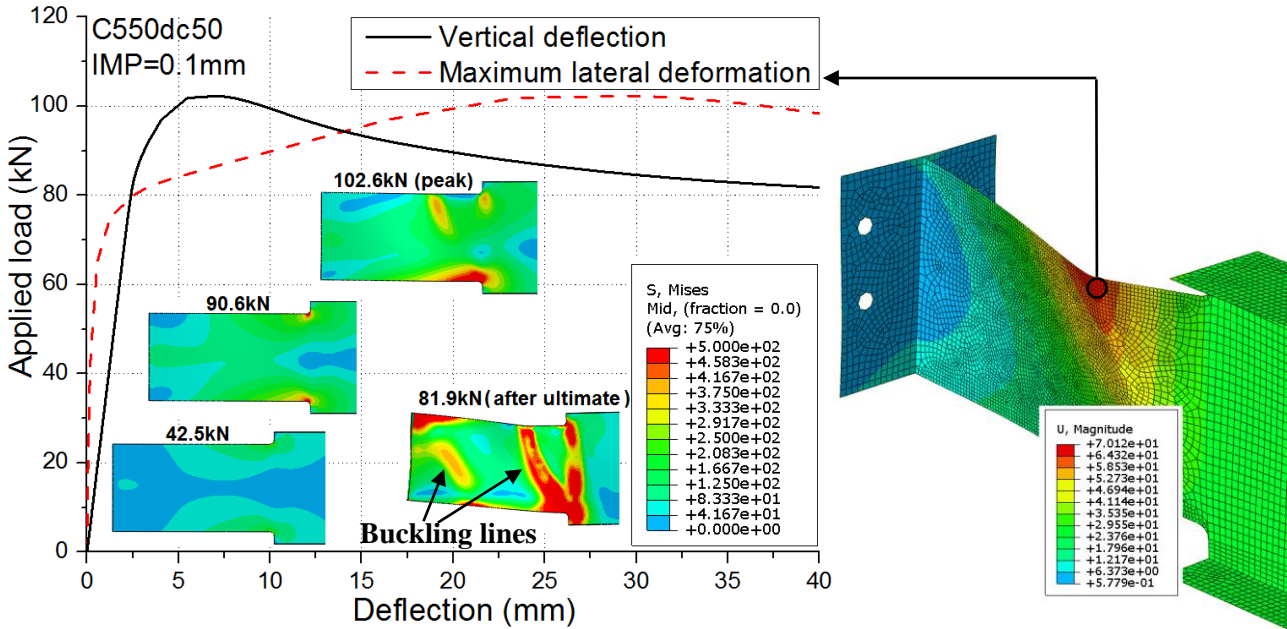 120
100
80
60
40
20
0
Applied load (kN)
C550dc50
IMP=0.1mm
Vertical deflection
Maximum lateral deformation
102.6kN (peak)
90.6kN
42.5kN
81.9kN(after ultimate)
Buckling lines
S, Mises
Mid, (fraction = 0.0)
(Avg: 75%)
+5.000e+02
+4.583e+02
+4.167e+02
+3.750e+02
+3.333e+02
+2.917e+02
+2.500e+02
+2.083e+02
+1.667e+02
+1.250e+02
+8.333e+01
+4.167e+01
+0.000e+00
0 5 10 15 20 25 30 35 40
Deflection (mm)
U, Magnitude
+7.012e+01
+6.432e+01
+5.853e+01
+5.273e+01
+4.694e+01
+4.114e+01
+3.535e+01
+2.955e+01
+2.376e+01
+1.796e+01
+1.217e+01
+6.373e+00
+5.779e-01